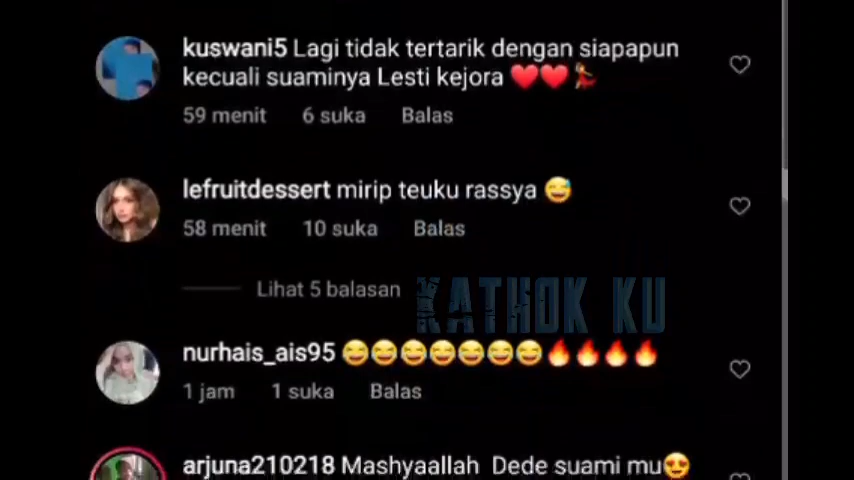 kuswani5 Lagi tidak tertarik dengan siapapun
kecuali suaminya Lesti kejora ❤️❤️💃
59 menit 6 suka Balas
lefruitdessert mirip teuku rassya 😅
58 menit 10 suka Balas
Lihat 5 balasan
KATHOK KU
nurhais_ais95 😂😂😂😂😂😂😂🔥🔥🔥🔥
1 jam 1 suka Balas
arjuna210218 Mashyaallah Dede suami mu😍